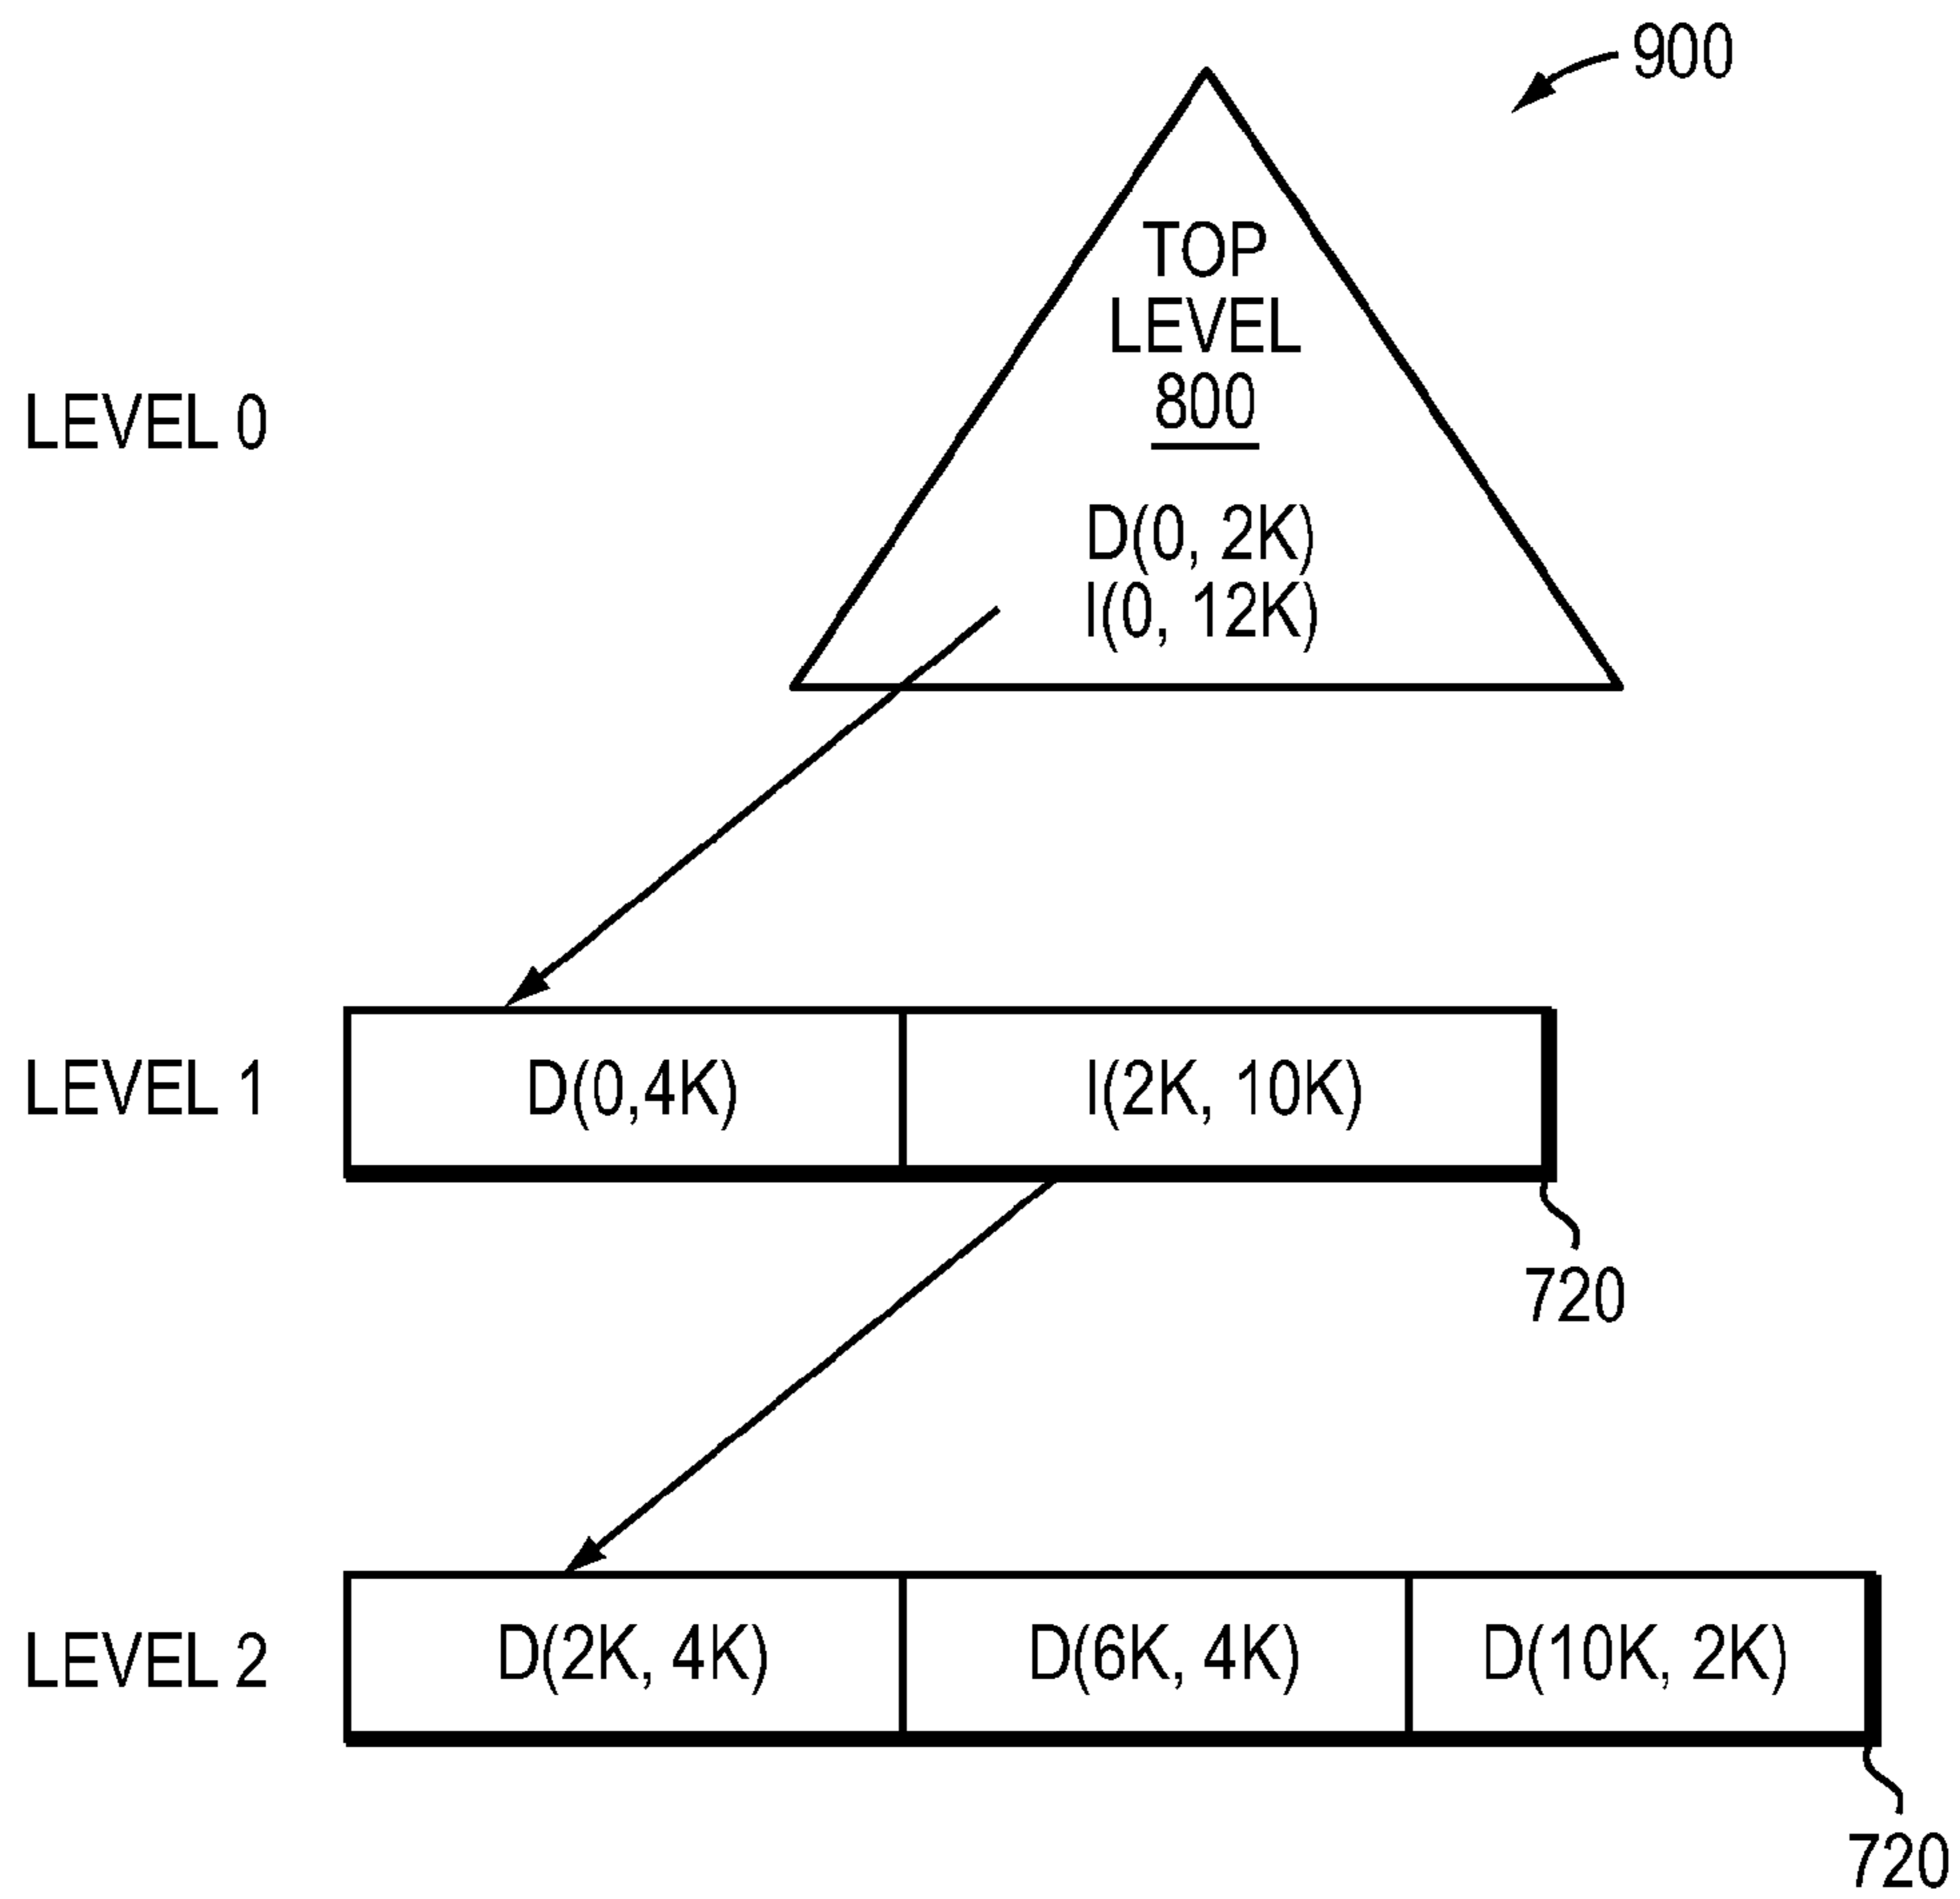 900
TOP
LEVEL
800
LEVEL 0
D(0, 2K)
I(0, 12K)
LEVEL 1
D(0,4K)
I(2K, 10K)
720
LEVEL 2
D(2K, 4K)
D(6K, 4K)
D(10K, 2K)
720